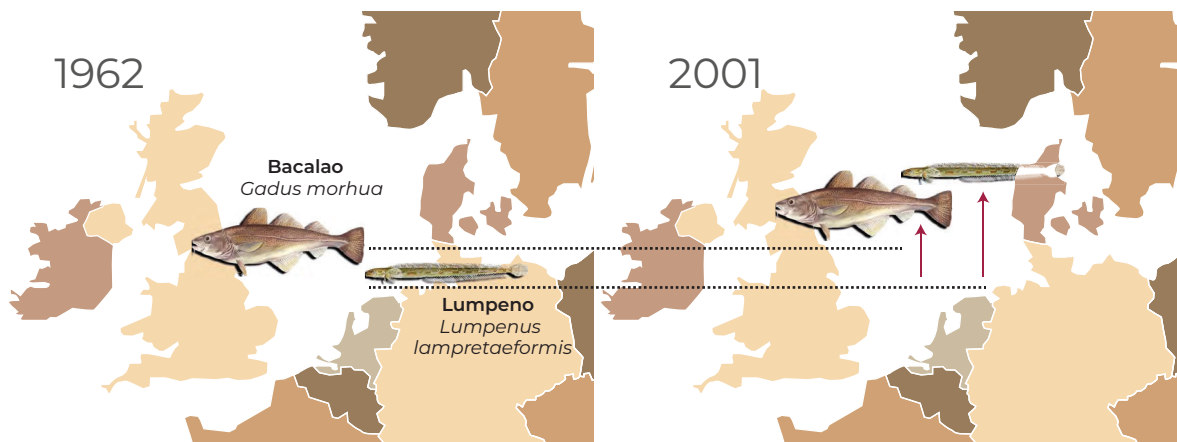 1962
Bacalao
Gadus morhua
Lumpeno
Lumpenus
lampretaeformis
2001